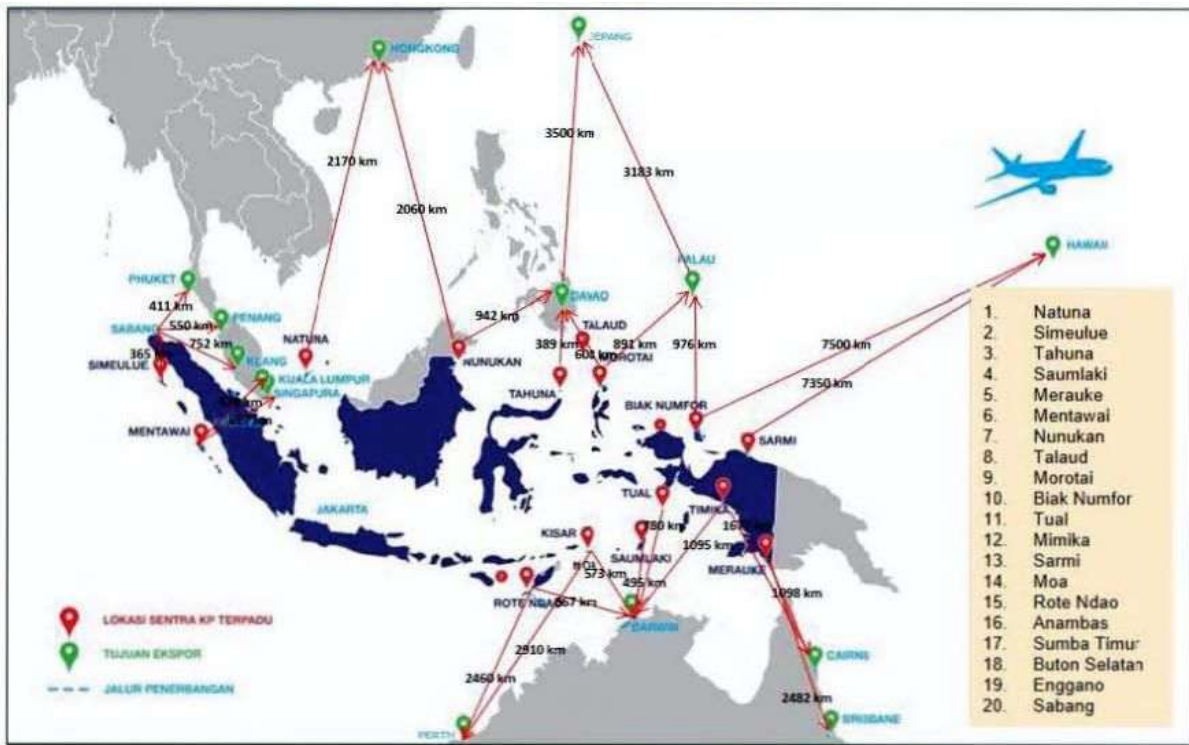 HONGKONG
JEPANG
3500 km
2170 km
3183 km
2060 km
HAWAII
PALAU
PHUKET
DAVAO
411 km
PENANG
942 km
TALAUD
550 km
SABANG
NATUNA
389 km
891 km
976 km
7500 km
752 km
NUNUKAN
MOROTAI
365
KLANG
SIMEULUE
KUALA LUMPUR
7350 km
SINGAPURA
TAHUNA
BIAK NUMFOR
MENTAWAI
SARMI
TUAL
JAKARTA
TIMIKA
780 km
KISAR
1095 km
SAUMLAKI
MERAUKE
573 km
495 km
1098 km
ROTE NDAO
567 km
DARWIN
LOKASI SENTRA KP TERPADU
2910 km
TUJUAN EKSPOR
CAIRNS
2460 km
JALUR PENERBANGAN
2482 km
PERTH
BRISBANE
1. Natuna
2. Simeulue
3. Tahuna
4. Saumlaki
5. Merauke
6. Mentawai
7. Nunukan
8. Talaud
9. Morotai
10. Biak Numfor
11. Tual
12. Mimika
13. Sarmi
14. Moa
15. Rote Ndao
16. Anambas
17. Sumba Timur
18. Buton Selatan
19. Enggano
20. Sabang